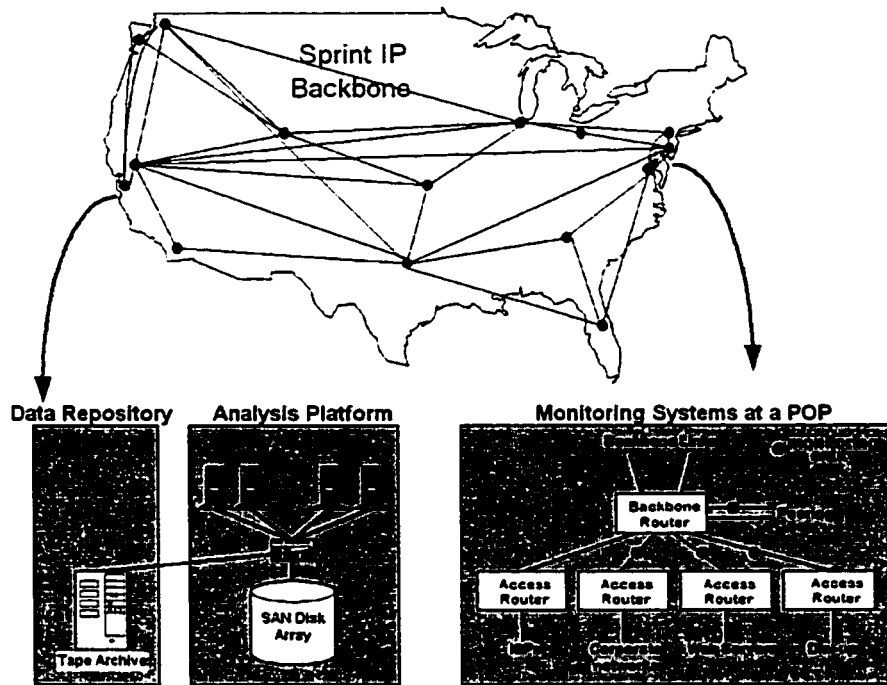 Sprint IP
Backbone
Data Repository
Analysis Platform
Monitoring Systems at a POP
Backbone
Router
Access
Router
Access
Router
Access
Router
Access
Router
SAN Disk
Array
Tape Archive